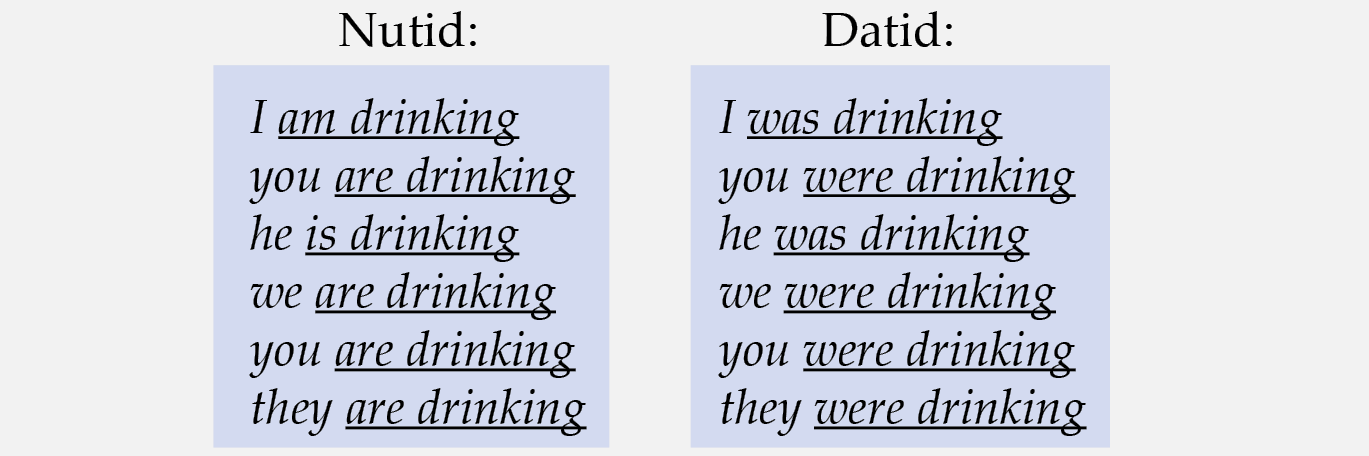 Nutid:
I am drinking
you are drinking
he is drinking
we are drinking
you are drinking
they are drinking
Datid:
I was drinking
you were drinking
he was drinking
we were drinking
you were drinking
they were drinking